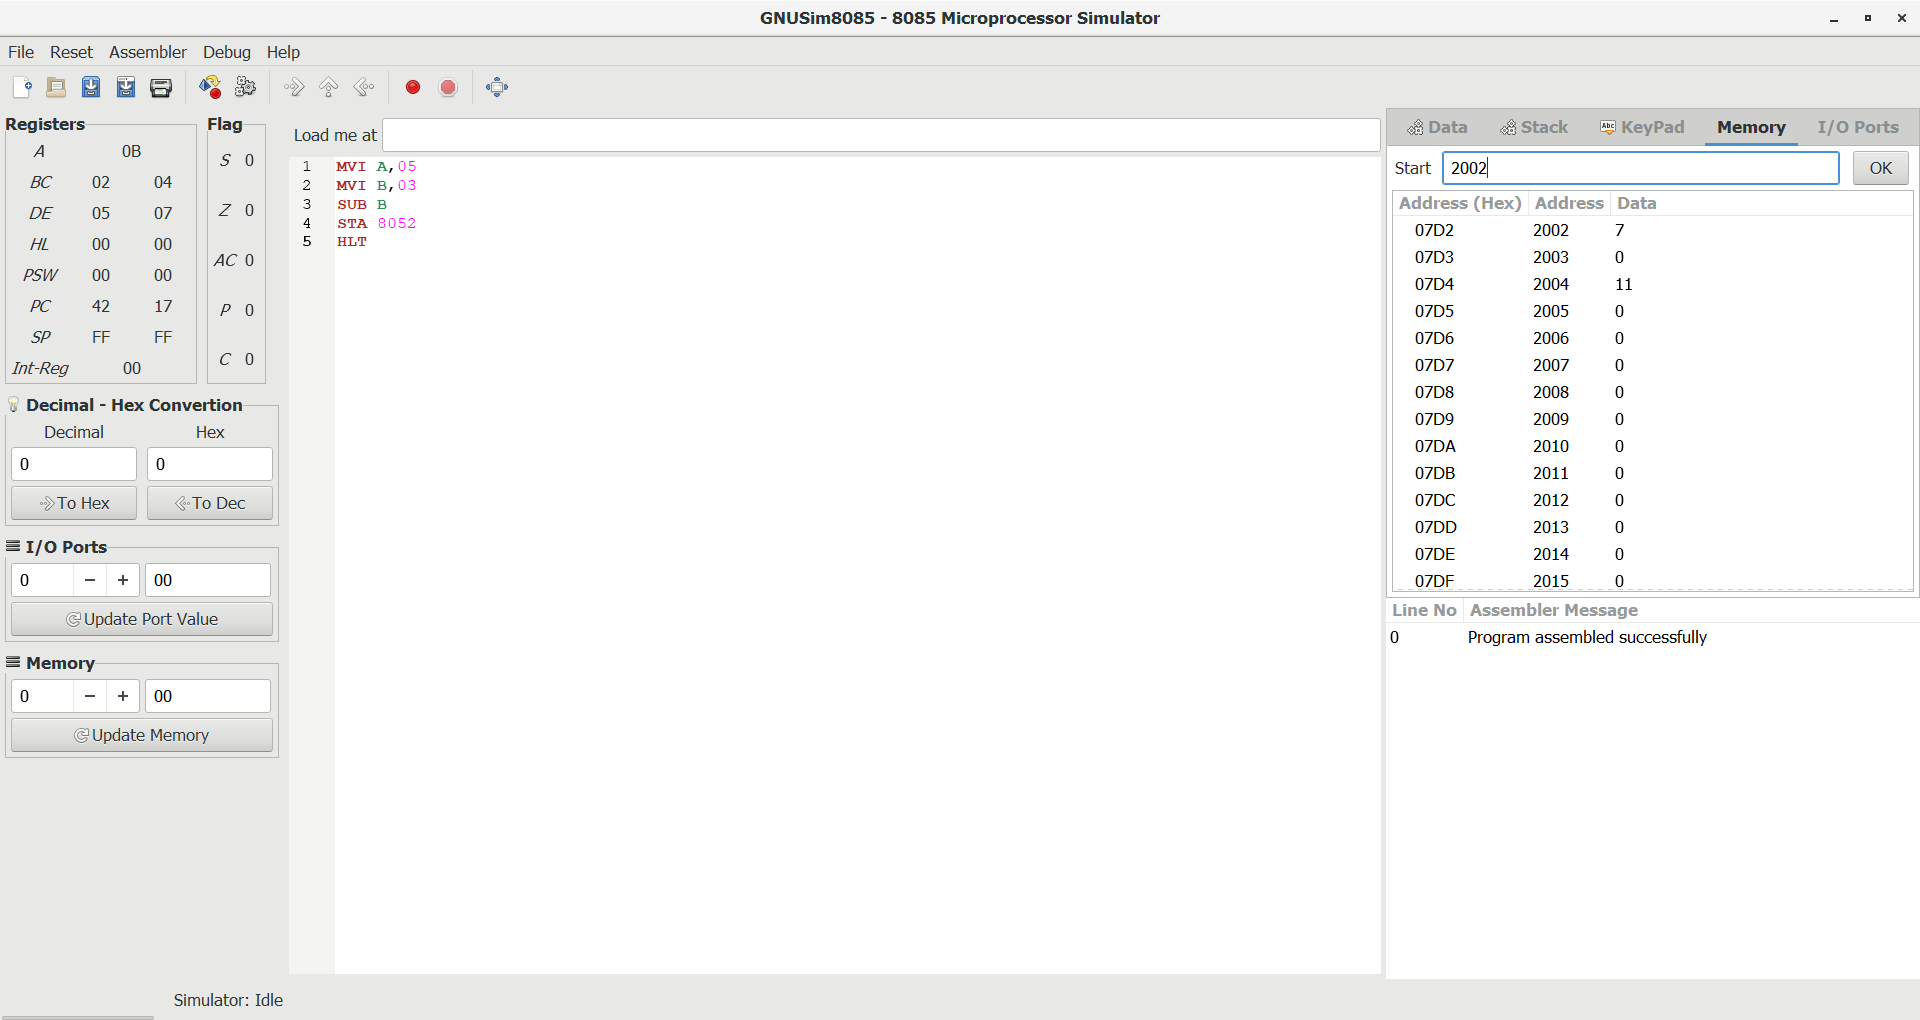 GNUSim8085 - 8085 Microprocessor Simulator
File Reset Assembler Debug Help
Registers
A 0B
BC 02 04
DE 05 07
HL 00 00
PSW 00 00
PC 42 17
SP FF FF
Int-Reg 00
Flag
S 0
Z 0
AC 0
P 0
C 0
Decimal - Hex Convertion
Decimal Hex
0 0
To Hex To Dec
I/O Ports
0 − + 00
Update Port Value
Memory
0 − + 00
Update Memory
Load me at
1 MVI A,05
2 MVI B,03
3 SUB B
4 STA 8052
5 HLT
Data Stack Abc KeyPad Memory I/O Ports
Start 2002 OK
Address (Hex) Address Data
07D2 2002 7
07D3 2003 0
07D4 2004 11
07D5 2005 0
07D6 2006 0
07D7 2007 0
07D8 2008 0
07D9 2009 0
07DA 2010 0
07DB 2011 0
07DC 2012 0
07DD 2013 0
07DE 2014 0
07DF 2015 0
Line No Assembler Message
0 Program assembled successfully
Simulator: Idle